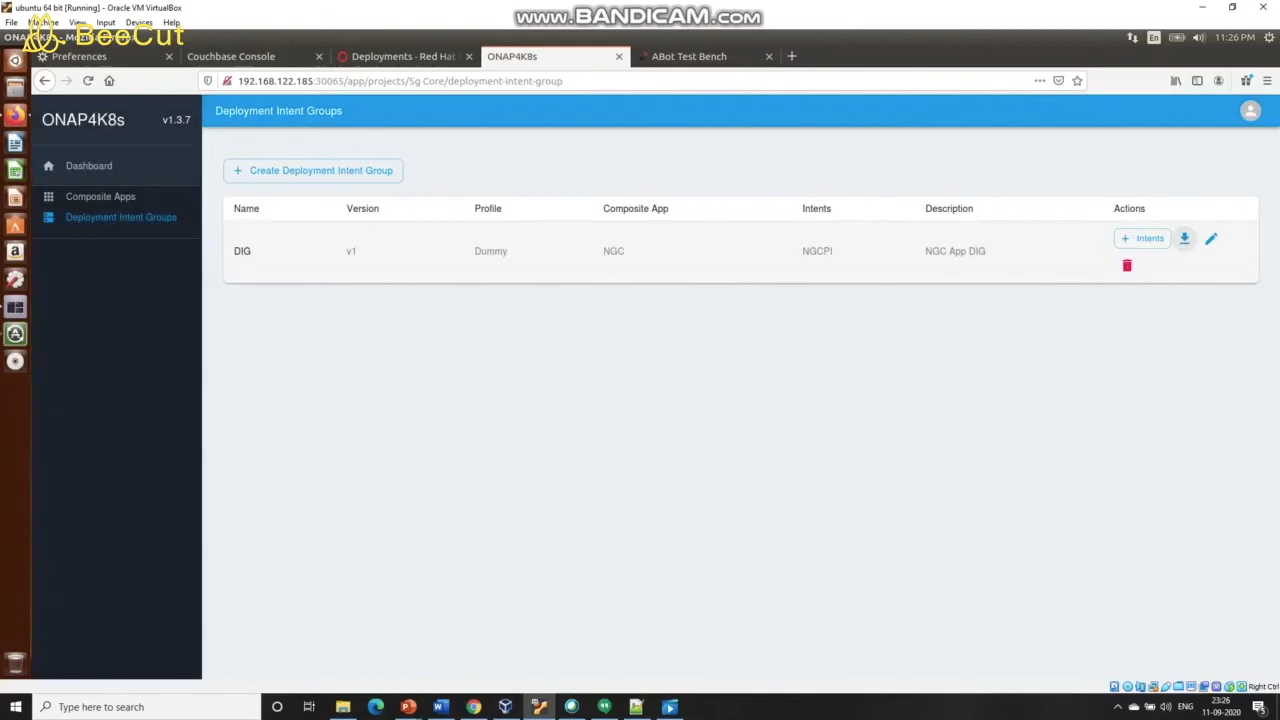 ubuntu 64 bit [Running] - Oracle VM VirtualBox
www.BANDICAM.com
File Machine View Input Devices Help
BeeCut
En 11:26 PM
Preferences Couchbase Console Deployments · Red Hat ONAP4K8s ABot Test Bench
192.168.122.185:30065/app/projects/5g Core/deployment-intent-group
ONAP4K8s v1.3.7
Deployment Intent Groups
Dashboard
Composite Apps
Deployment Intent Groups
+ Create Deployment Intent Group
Name Version Profile Composite App Intents Description Actions
DIG v1 Dummy NGC NGCPI NGC App DIG + Intents
Right Ctrl
Type here to search
ENG
23:26
11-09-2020
5